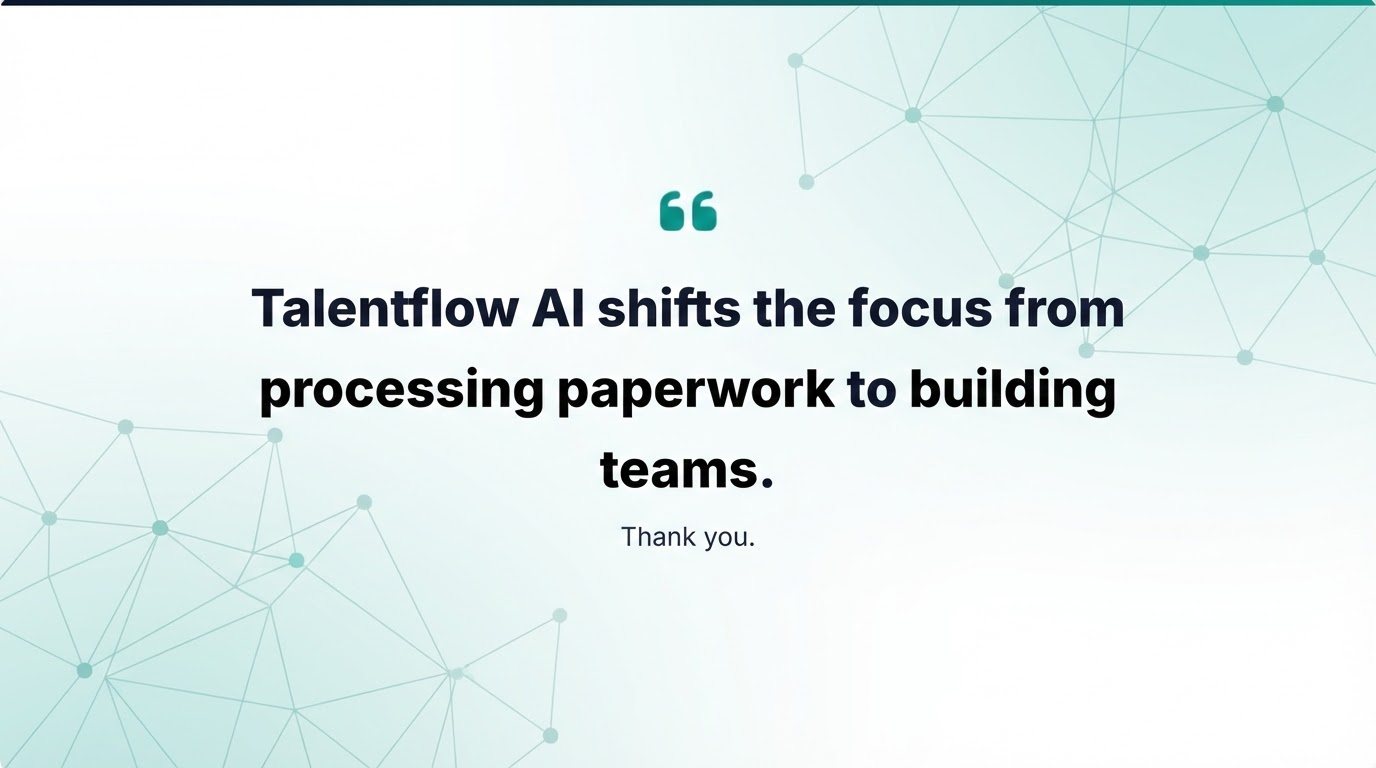 ❝
Talentflow AI shifts the focus from
processing paperwork to building
teams.
Thank you.